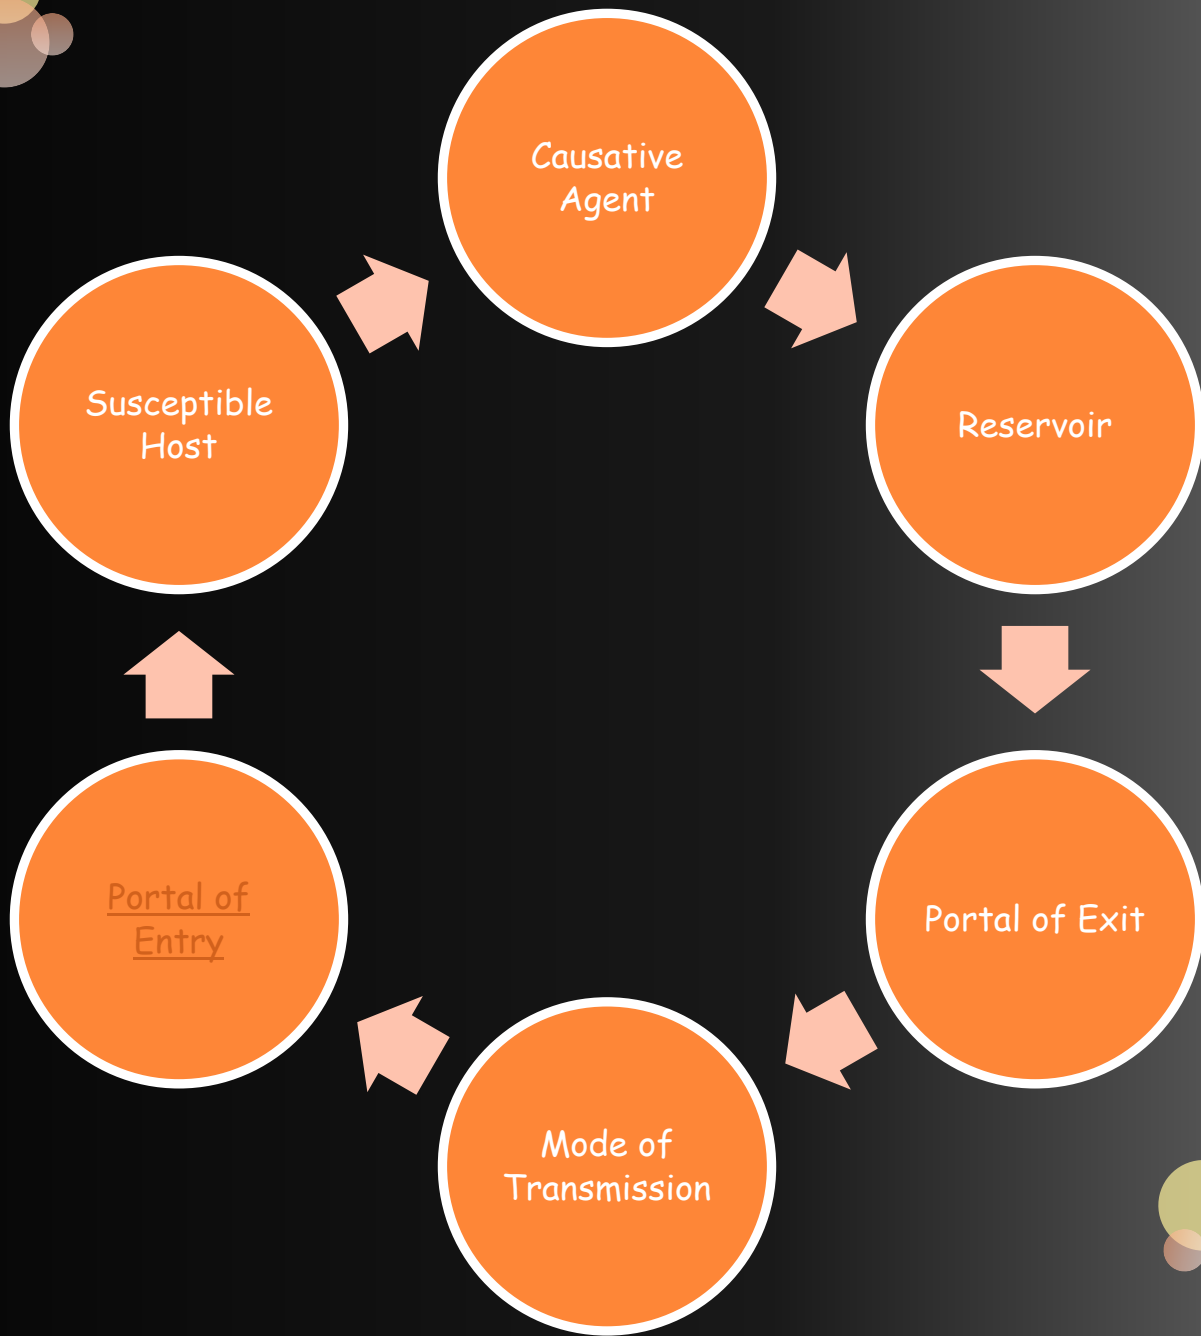 Causative
Agent
Reservoir
Portal of Exit
Mode of
Transmission
Portal of
Entry
Susceptible
Host